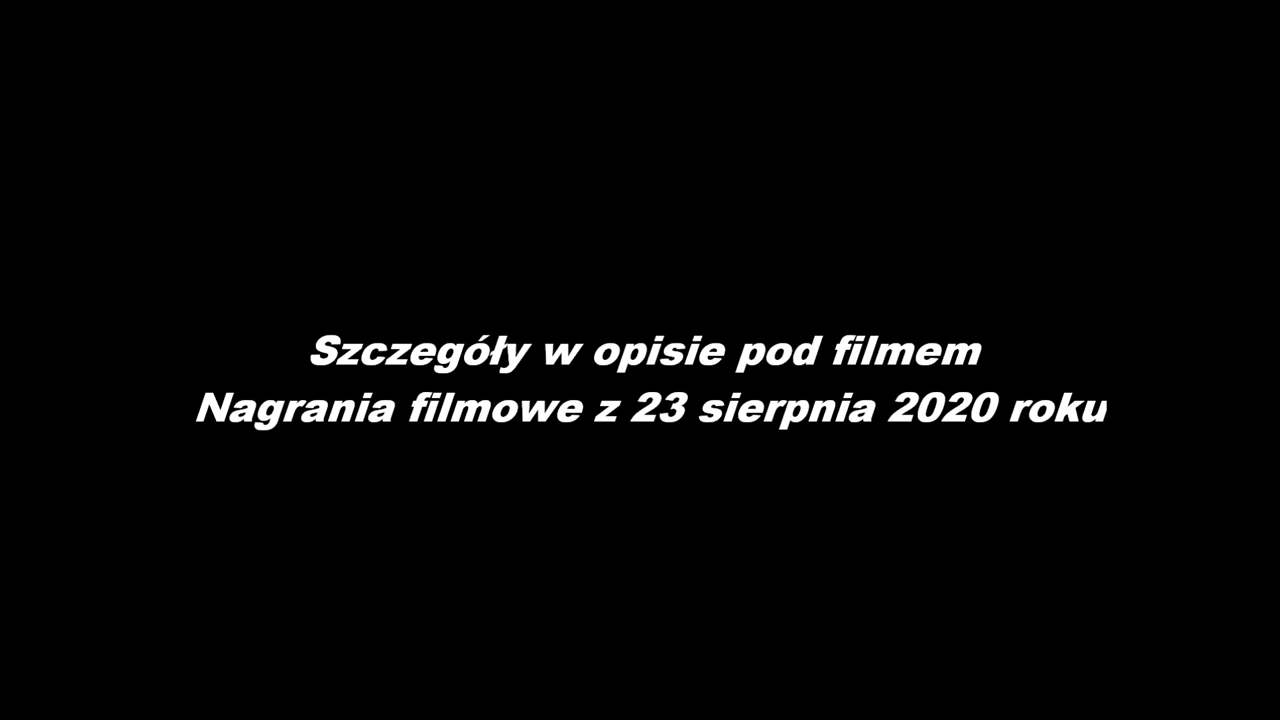 Szczegóły w opisie pod filmem
Nagrania filmowe z 23 sierpnia 2020 roku